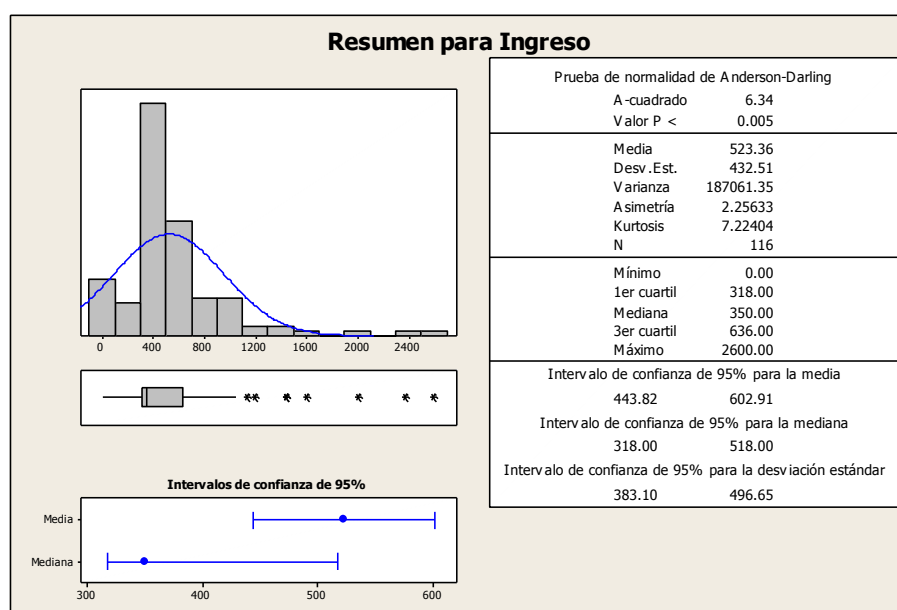 Resumen para Ingreso
0 400 800 1200 1600 2000 2400
Intervalos de confianza de 95%
Media
Mediana
300 400 500 600
Prueba de normalidad de Anderson-Darling
A-cuadrado 6.34
Valor P < 0.005
Media 523.36
Desv.Est. 432.51
Varianza 187061.35
Asimetría 2.25633
Kurtosis 7.22404
N 116
Mínimo 0.00
1er cuartil 318.00
Mediana 350.00
3er cuartil 636.00
Máximo 2600.00
Intervalo de confianza de 95% para la media
443.82 602.91
Intervalo de confianza de 95% para la mediana
318.00 518.00
Intervalo de confianza de 95% para la desviación estándar
383.10 496.65